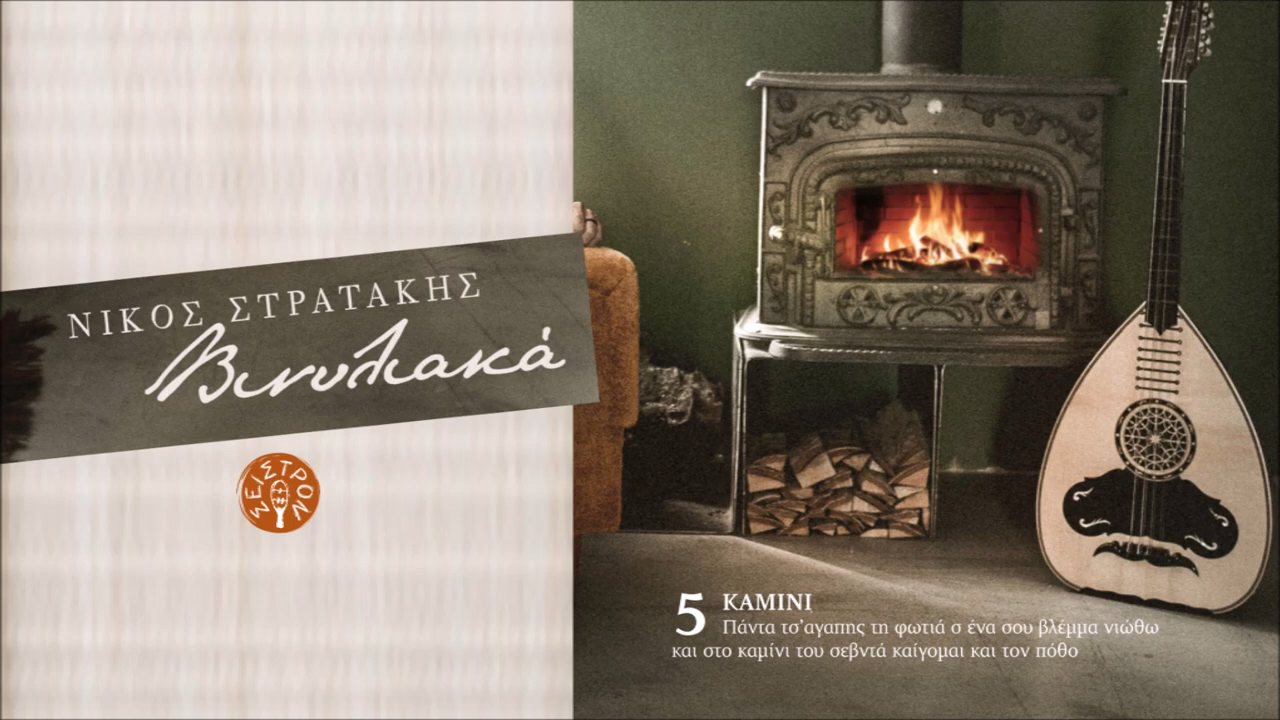 ΝΙΚΟΣ ΣΤΡΑΤΑΚΗΣ
Βινυλιακά
ΣΕΙΣΤΡΟΝ
5 ΚΑΜΙΝΙ
Πάντα τσ'αγαπης τη φωτιά σ ένα σου βλέμμα νιώθω
και στο καμίνι του σεβντά καίγομαι και τον πόθο